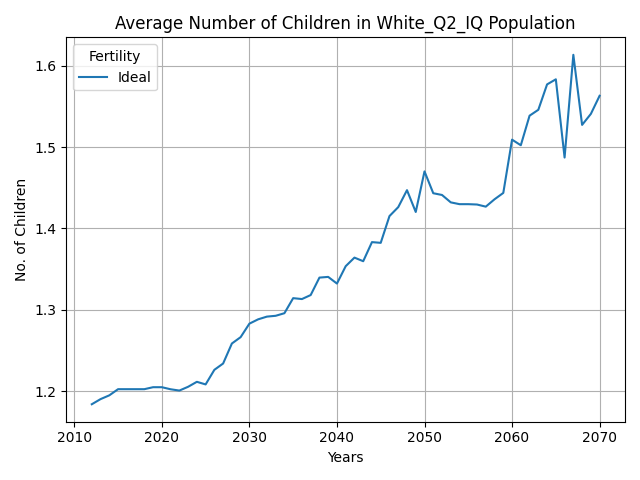 Average Number of Children in White_Q2_IQ Population
Fertility
Ideal
No. of Children
1.6
1.5
1.4
1.3
1.2
2010 2020 2030 2040 2050 2060 2070
Years